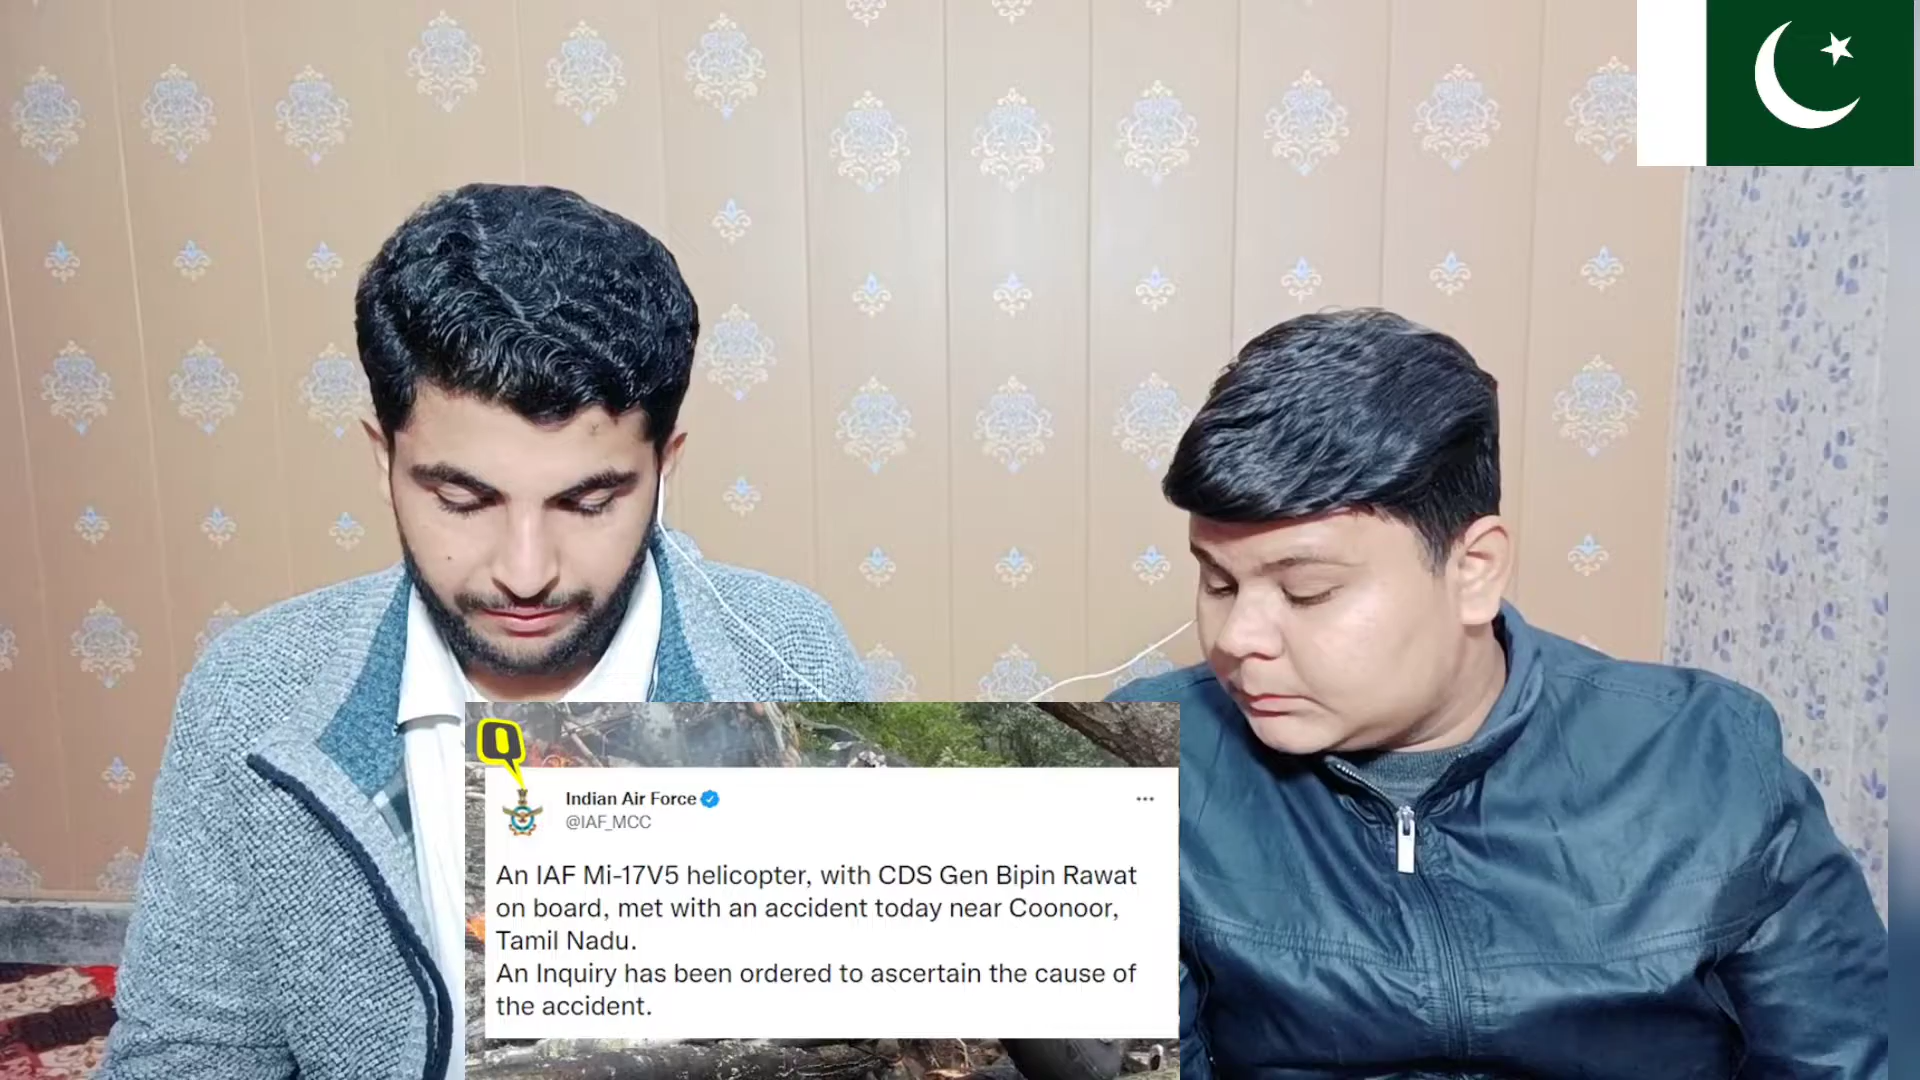 Q
Indian Air Force
@IAF_MCC
An IAF Mi-17V5 helicopter, with CDS Gen Bipin Rawat
on board, met with an accident today near Coonoor,
Tamil Nadu.
An Inquiry has been ordered to ascertain the cause of
the accident.